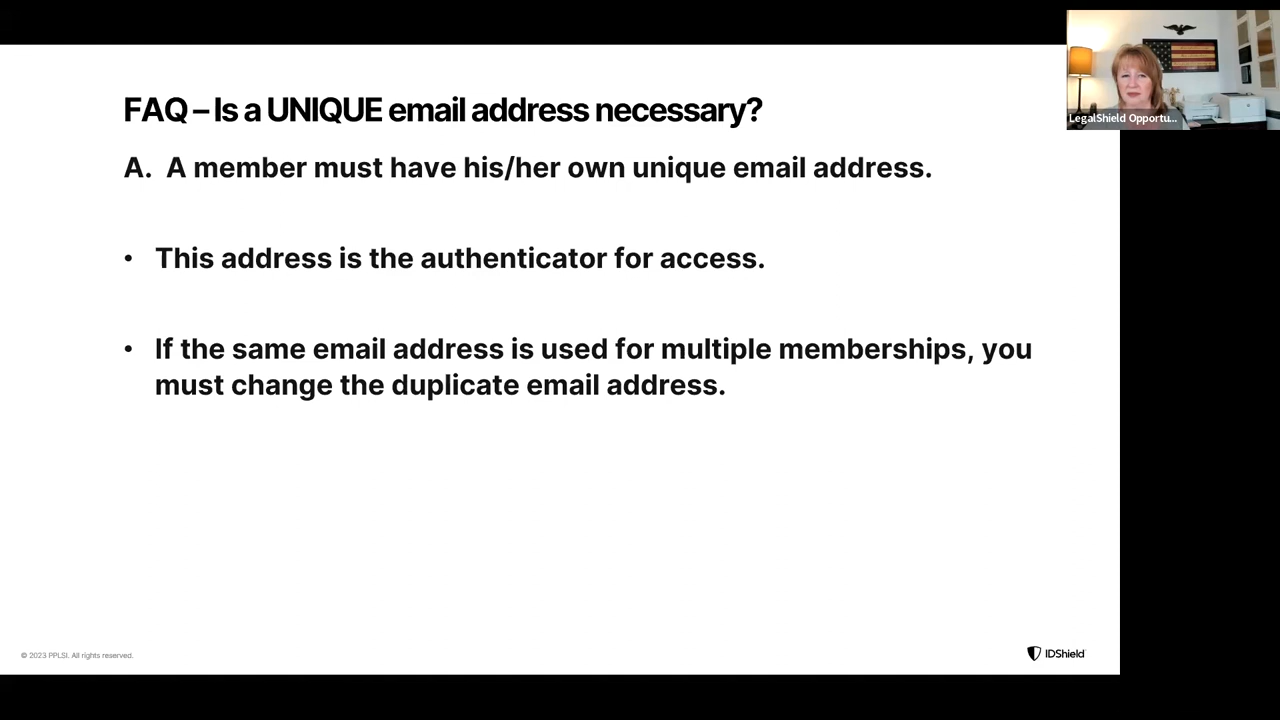 FAQ – Is a UNIQUE email address necessary?
A. A member must have his/her own unique email address.
• This address is the authenticator for access.
• If the same email address is used for multiple memberships, you
must change the duplicate email address.
LegalShield Opportu...
© 2023 PPLSI. All rights reserved.
IDShield